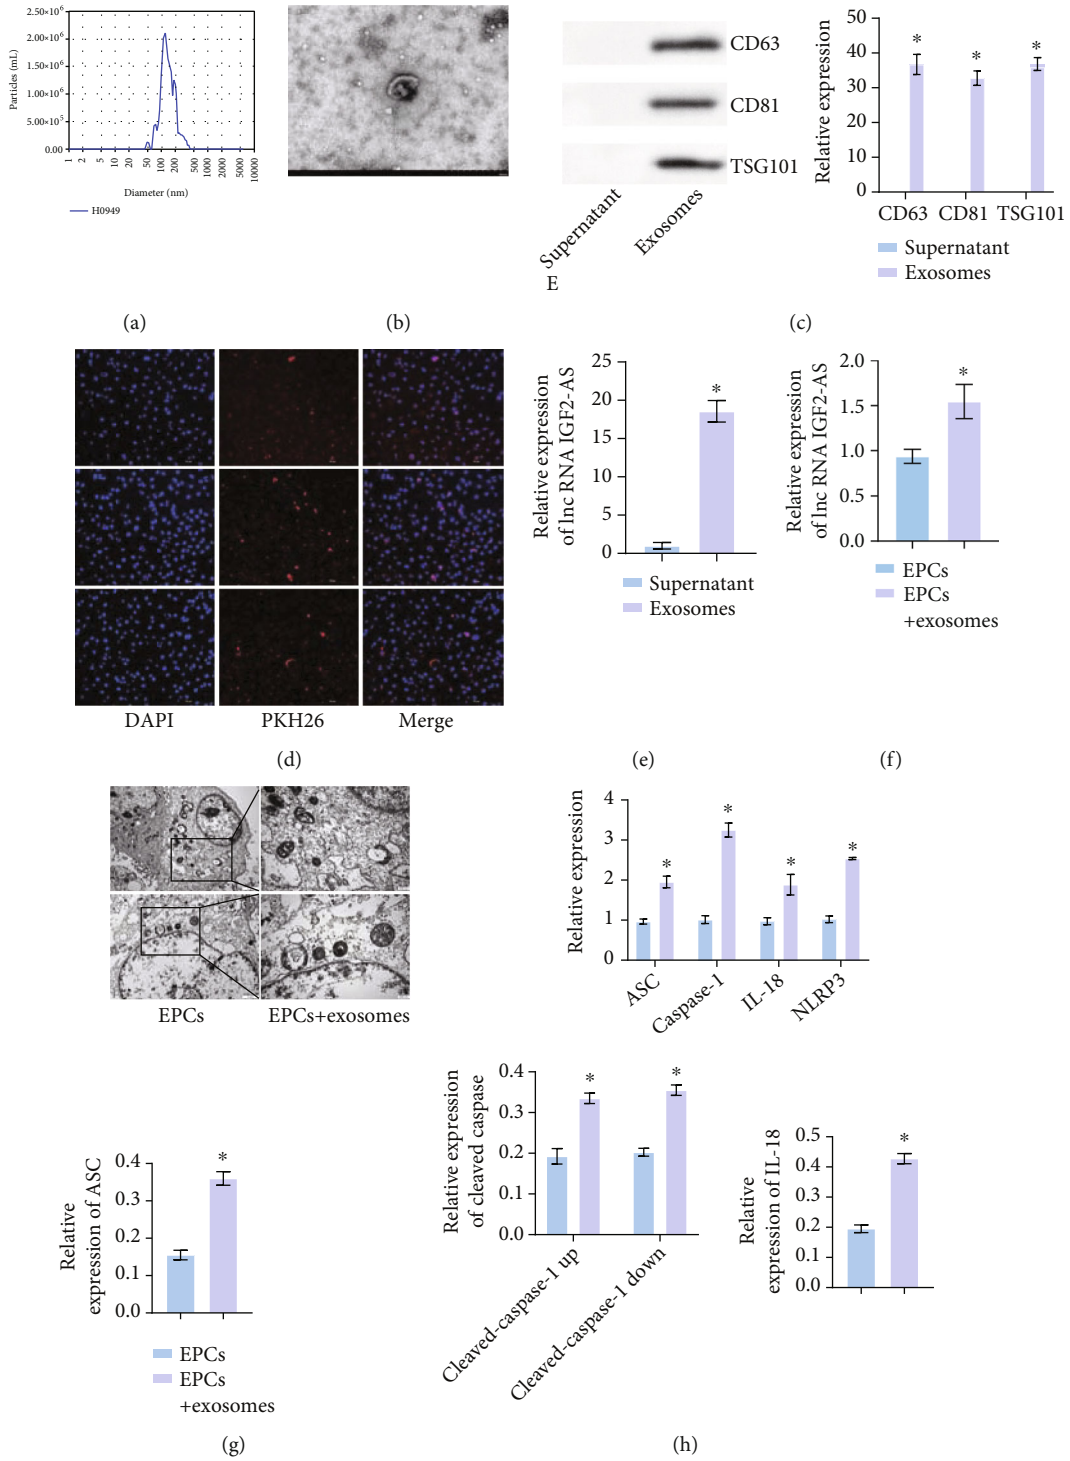 2.50×10⁶
2.00×10⁶
1.50×10⁶
1.00×10⁶
5.00×10⁵
0.00
Particles (mL)
1 2 5 10 20 50 100 200 500 1000 2000 5000 10000
Diameter (nm)
H0949
(a)
(b)
CD63
CD81
TSG101
Supernatant
Exosomes
E
Relative expression
50
40
30
20
10
0
CD63 CD81 TSG101
* * *
Supernatant
Exosomes
(c)
DAPI PKH26 Merge
(d)
Relative expression
of lnc RNA IGF2-AS
25
20
15
10
5
0
*
Supernatant
Exosomes
(e)
Relative expression
of lnc RNA IGF2-AS
2.0
1.5
1.0
0.5
0.0
*
EPCs
EPCs
+exosomes
(f)
EPCs EPCs+exosomes
Relative expression
4
3
2
1
0
* * * *
ASC
Caspase-1
IL-18
NLRP3
Relative
expression of ASC
0.4
0.3
0.2
0.1
0.0
*
EPCs
EPCs
+exosomes
(g)
Relative expression
of cleaved caspase
0.4
0.3
0.2
0.1
0.0
* *
Cleaved-caspase-1 up
Cleaved-caspase-1 down
Relative
expression of IL-18
0.5
0.4
0.3
0.2
0.1
0.0
*
(h)